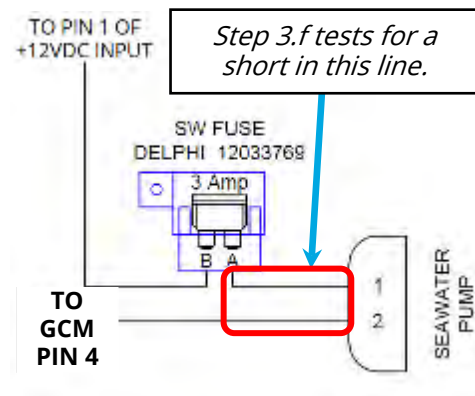 TO PIN 1 OF
+12VDC INPUT
Step 3.f tests for a
short in this line.
SW FUSE
DELPHI 12033769
3 Amp
B A
1
2
SEAWATER
PUMP
TO
GCM
PIN 4